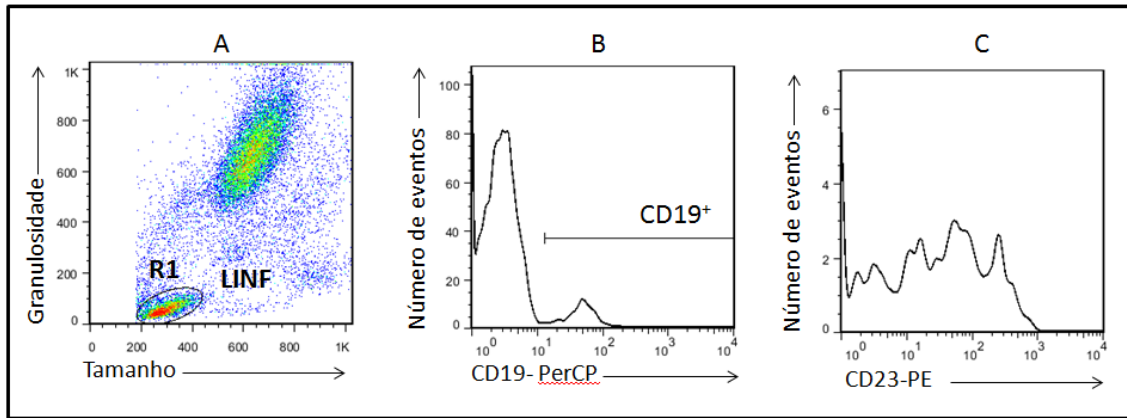 A
Granulosidade
1K
800
600
400
200
0
R1
LINF
0
200
400
600
800
1K
Tamanho
B
Número de eventos
100
80
60
40
20
0
CD19+
10^0
10^1
10^2
10^3
10^4
CD19- PerCP
C
Número de eventos
6
4
2
0
10^0
10^1
10^2
10^3
10^4
CD23-PE